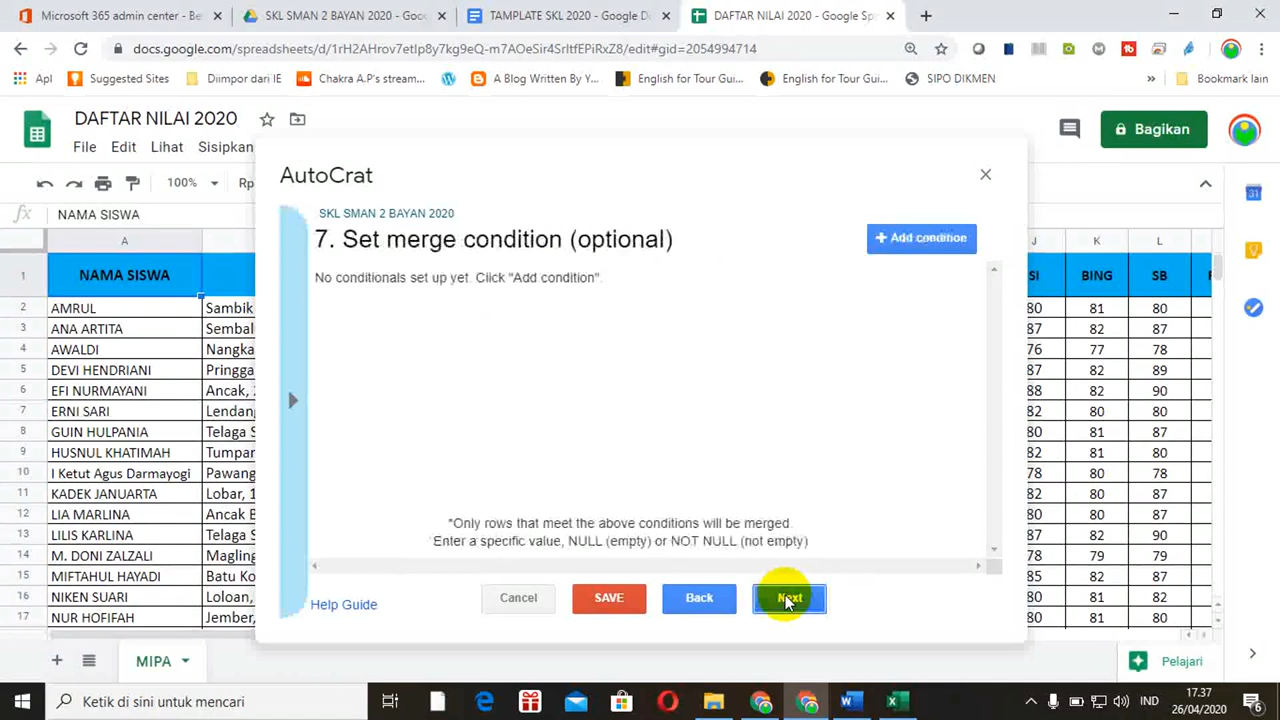 Microsoft 365 admin center - Be
SKL SMAN 2 BAYAN 2020 - Goo
TAMPLATE SKL 2020 - Google D
DAFTAR NILAI 2020 - Google Sp
docs.google.com/spreadsheets/d/1rH2AHrov7etIp8y7kg9eQ-m7AOeSir4SrItfEPiRxZ8/edit#gid=2054994714
Apl
Suggested Sites
Diimpor dari IE
Chakra A.P's stream...
A Blog Written By Y...
English for Tour Gui...
English for Tour Gui...
SIPO DIKMEN
Bookmark lain
DAFTAR NILAI 2020
Bagikan
File Edit Lihat Sisipkan
100% Rp
fx NAMA SISWA
AutoCrat
SKL SMAN 2 BAYAN 2020
7. Set merge condition (optional)
+ Add condition
No conditionals set up yet. Click "Add condition".
*Only rows that meet the above conditions will be merged.
Enter a specific value, NULL (empty) or NOT NULL (not empty)
Help Guide
Cancel SAVE Back Next
A J K L
1 NAMA SISWA SI BING SB
2 AMRUL Sambik 80 81 80
3 ANA ARTITA Sembal 87 82 87
4 AWALDI Nangka 76 77 78
5 DEVI HENDRIANI Pringga 87 82 89
6 EFI NURMAYANI Ancak, 88 82 90
7 ERNI SARI Lendang 82 80 80
8 GUIN HULPANIA Telaga S 80 81 87
9 HUSNUL KHATIMAH Tumpar 82 81 80
10 I Ketut Agus Darmayogi Pawang 78 80 78
11 KADEK JANUARTA Lobar, 1 82 80 87
12 LIA MARLINA Ancak B 80 81 87
13 LILIS KARLINA Telaga S 87 82 90
14 M. DONI ZALZALI Magling 78 79 79
15 MIFTAHUL HAYADI Batu Ko 85 82 87
16 NIKEN SUARI Loloan, 80 81 82
17 NUR HOFIFAH Jember, 80 80 87
MIPA
Pelajari
Ketik di sini untuk mencari
IND
17.37
26/04/2020
6